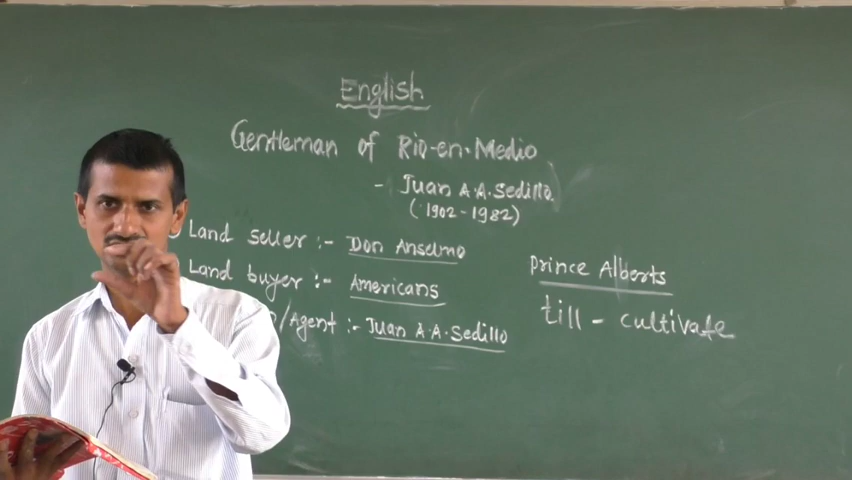 English
Gentleman of Rio-en-Medio
- Juan A.A. Sedillo
(1902-1982)
Land seller :- Don Anselmo
Land buyer :- Americans
/Agent :- Juan A.A. Sedillo
Prince Alberts
till - cultivate